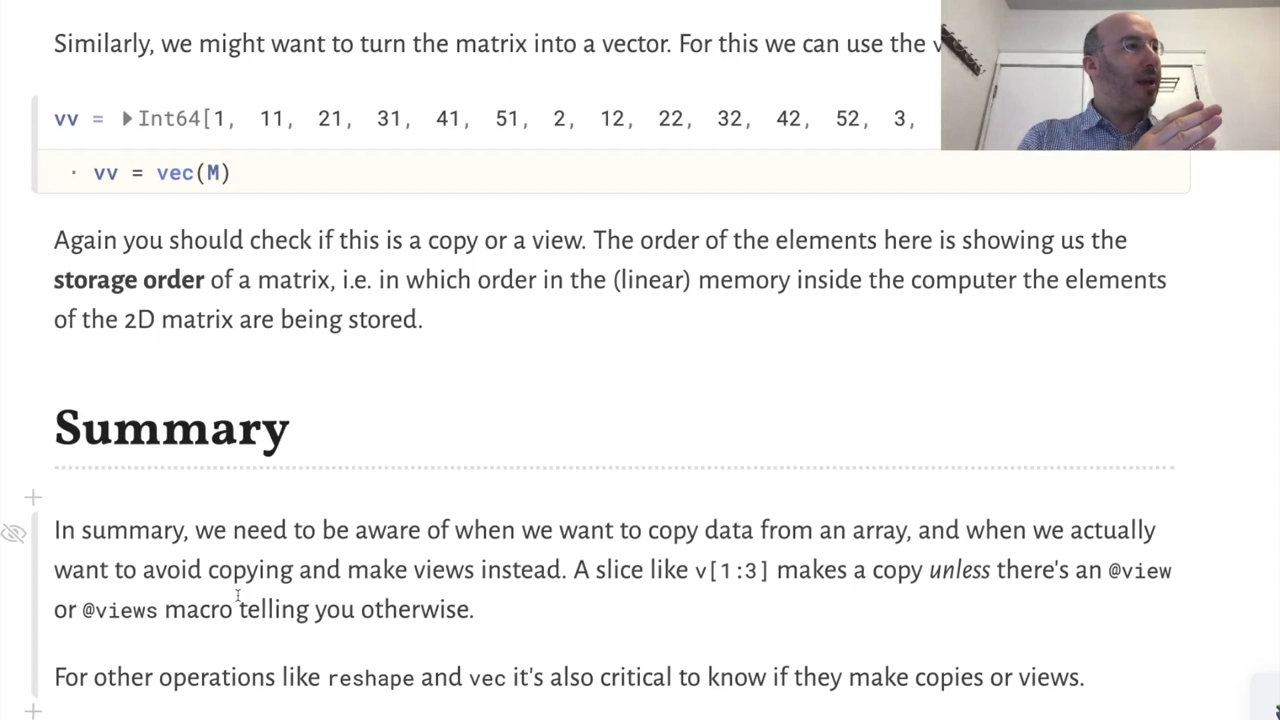 Similarly, we might want to turn the matrix into a vector. For this we can use the
vv = Int64[1, 11, 21, 31, 41, 51, 2, 12, 22, 32, 42, 52, 3,
vv = vec(M)
Again you should check if this is a copy or a view. The order of the elements here is showing us the
storage order of a matrix, i.e. in which order in the (linear) memory inside the computer the elements
of the 2D matrix are being stored.
Summary
In summary, we need to be aware of when we want to copy data from an array, and when we actually
want to avoid copying and make views instead. A slice like v[1:3] makes a copy unless there's an @view
or @views macro telling you otherwise.
For other operations like reshape and vec it's also critical to know if they make copies or views.